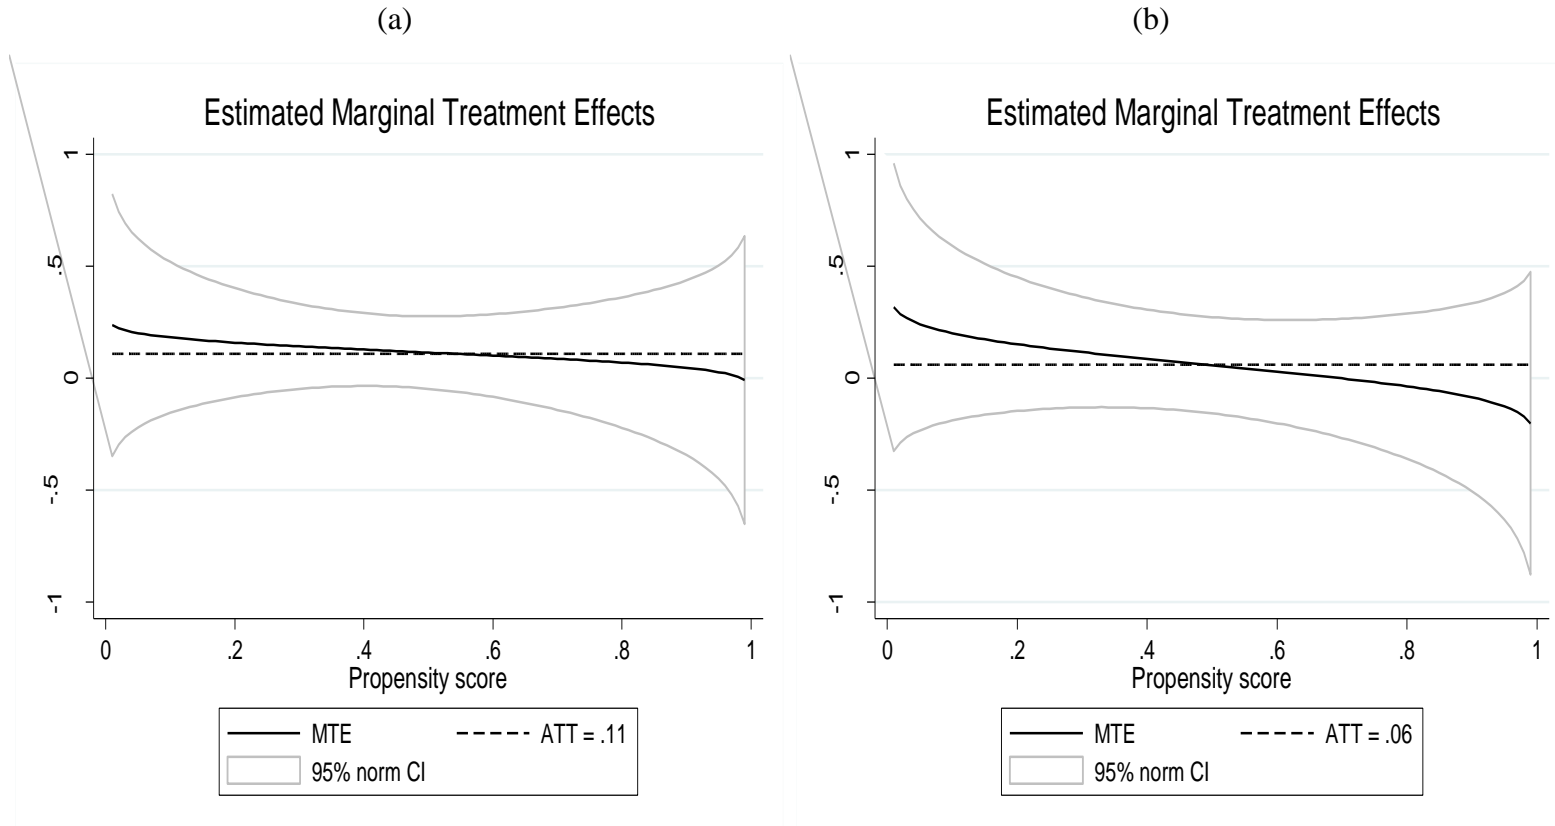 (a)
Estimated Marginal Treatment Effects
1
.5
0
-.5
-1
0 .2 .4 .6 .8 1
Propensity score
MTE ATT = .11
95% norm CI
(b)
Estimated Marginal Treatment Effects
1
.5
0
-.5
-1
0 .2 .4 .6 .8 1
Propensity score
MTE ATT = .06
95% norm CI